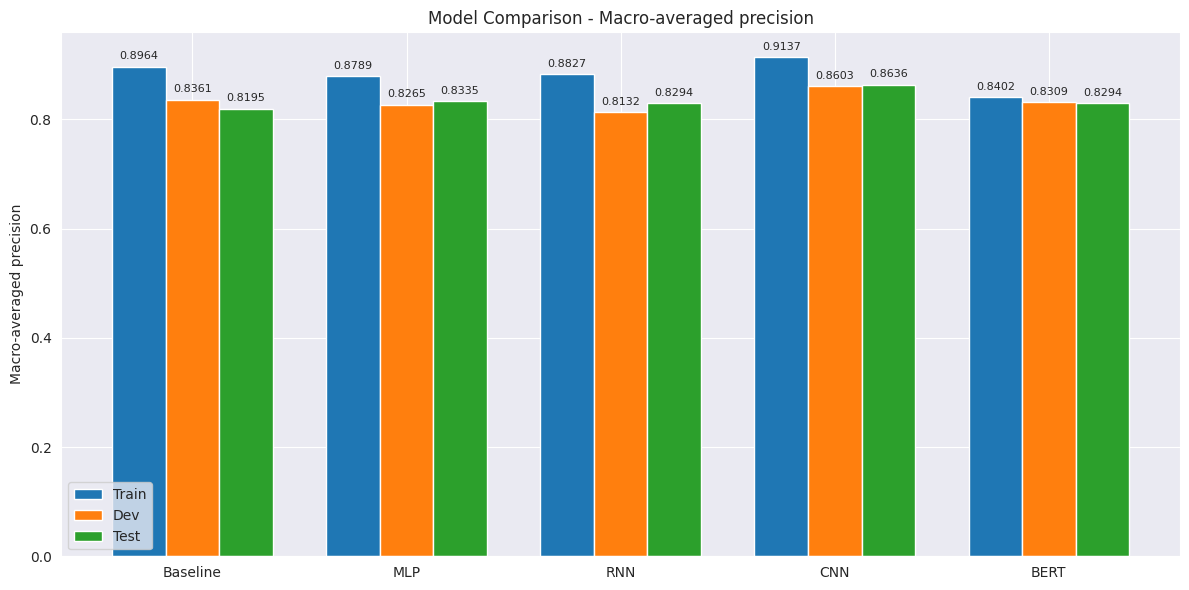 Model Comparison - Macro-averaged precision
Macro-averaged precision
0.8
0.6
0.4
0.2
0.0
0.8964
0.8361
0.8195
0.8789
0.8265
0.8335
0.8827
0.8132
0.8294
0.9137
0.8603
0.8636
0.8402
0.8309
0.8294
Train
Dev
Test
Baseline
MLP
RNN
CNN
BERT